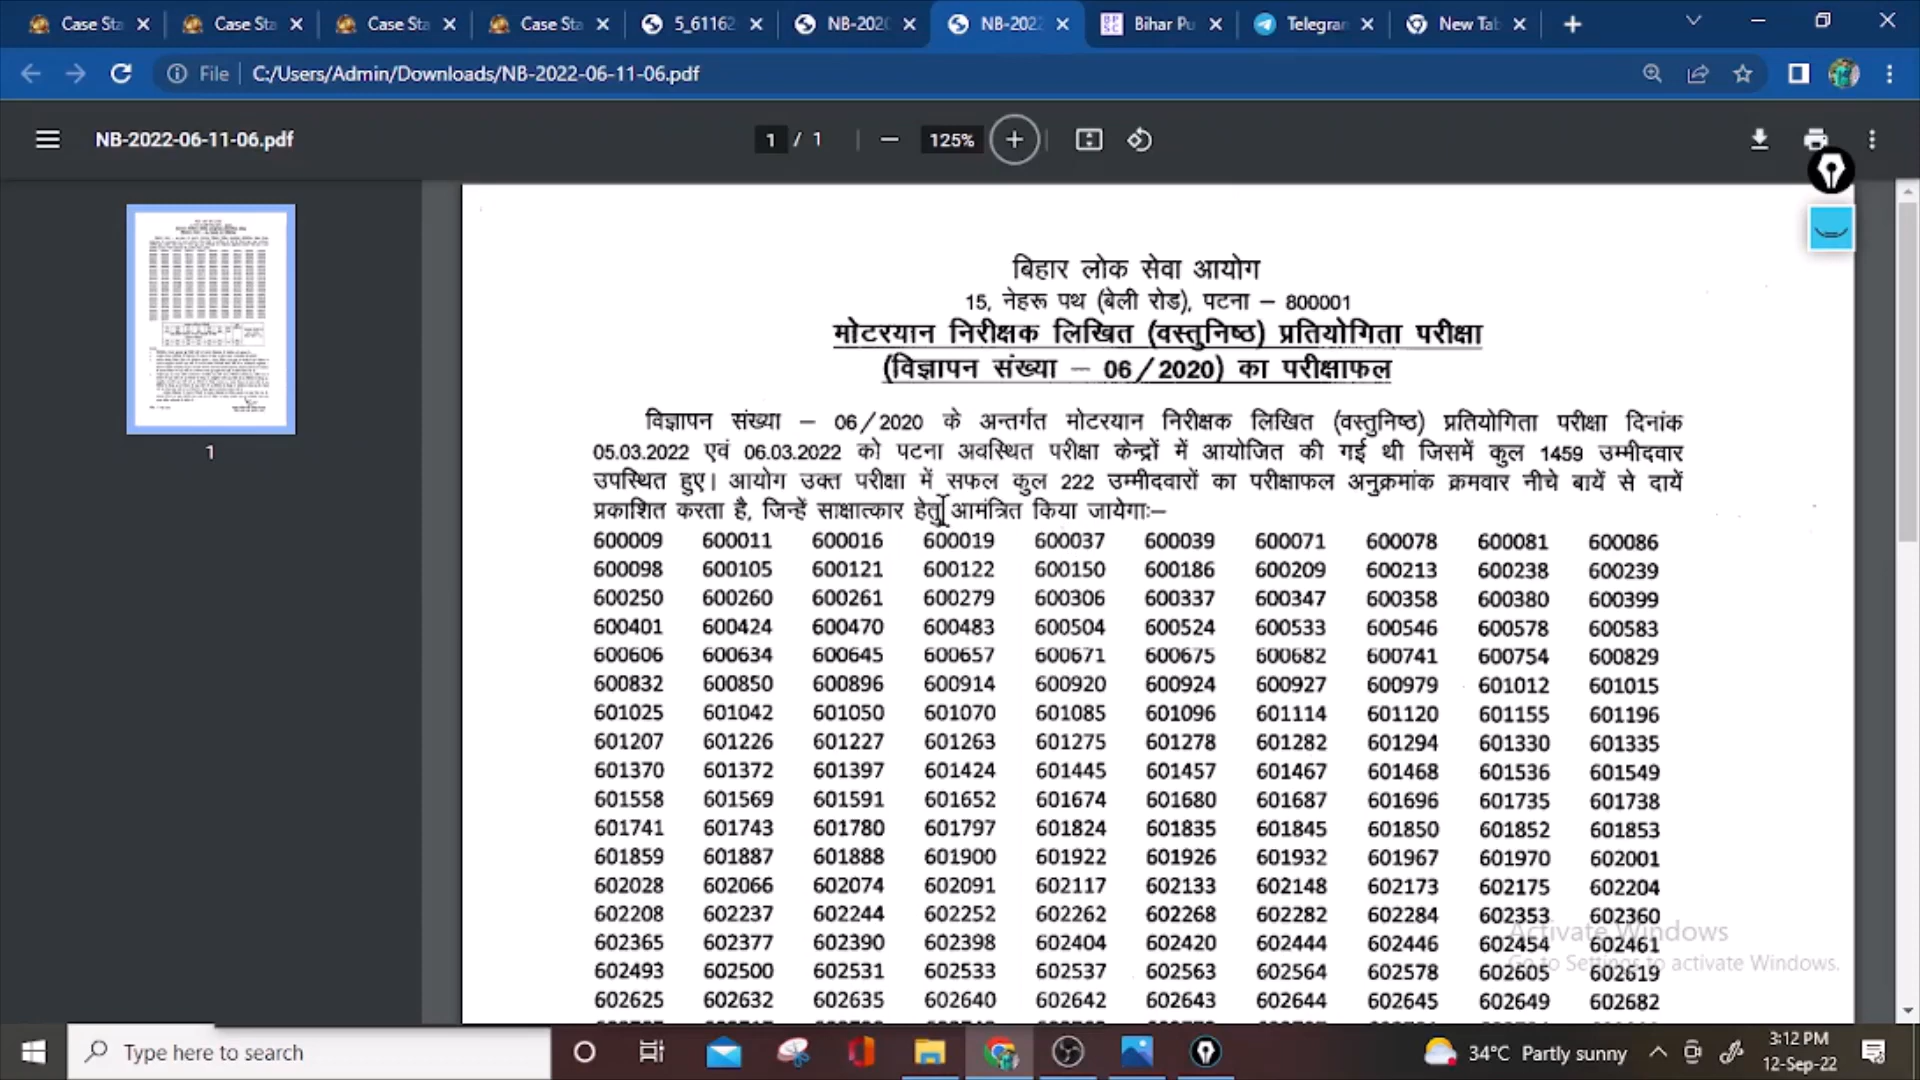 Case Sta
Case Sta
Case Sta
Case Sta
5_61162
NB-2020
NB-2022
Bihar Pu
Telegram
New Tab
File C:/Users/Admin/Downloads/NB-2022-06-11-06.pdf
NB-2022-06-11-06.pdf
1 / 1
125%
1
बिहार लोक सेवा आयोग
15, नेहरू पथ (बेली रोड), पटना – 800001
मोटरयान निरीक्षक लिखित (वस्तुनिष्ठ) प्रतियोगिता परीक्षा
(विज्ञापन संख्या – 06/2020) का परीक्षाफल
विज्ञापन संख्या – 06/2020 के अन्तर्गत मोटरयान निरीक्षक लिखित (वस्तुनिष्ठ) प्रतियोगिता परीक्षा दिनांक
05.03.2022 एवं 06.03.2022 को पटना अवस्थित परीक्षा केन्द्रों में आयोजित की गई थी जिसमें कुल 1459 उम्मीदवार
उपस्थित हुए। आयोग उक्त परीक्षा में सफल कुल 222 उम्मीदवारों का परीक्षाफल अनुक्रमांक क्रमवार नीचे बायें से दायें
प्रकाशित करता है, जिन्हें साक्षात्कार हेतु आमंत्रित किया जायेगाः–
600009 600011 600016 600019 600037 600039 600071 600078 600081 600086
600098 600105 600121 600122 600150 600186 600209 600213 600238 600239
600250 600260 600261 600279 600306 600337 600347 600358 600380 600399
600401 600424 600470 600483 600504 600524 600533 600546 600578 600583
600606 600634 600645 600657 600671 600675 600682 600741 600754 600829
600832 600850 600896 600914 600920 600924 600927 600979 601012 601015
601025 601042 601050 601070 601085 601096 601114 601120 601155 601196
601207 601226 601227 601263 601275 601278 601282 601294 601330 601335
601370 601372 601397 601424 601445 601457 601467 601468 601536 601549
601558 601569 601591 601652 601674 601680 601687 601696 601735 601738
601741 601743 601780 601797 601824 601835 601845 601850 601852 601853
601859 601887 601888 601900 601922 601926 601932 601967 601970 602001
602028 602066 602074 602091 602117 602133 602148 602173 602175 602204
602208 602237 602244 602252 602262 602268 602282 602284 602353 602360
602365 602377 602390 602398 602404 602420 602444 602446 602454 602461
602493 602500 602531 602533 602537 602563 602564 602578 602605 602619
602625 602632 602635 602640 602642 602643 602644 602645 602649 602682
Activate Windows
Go to Settings to activate Windows.
Type here to search
34°C Partly sunny
3:12 PM
12-Sep-22